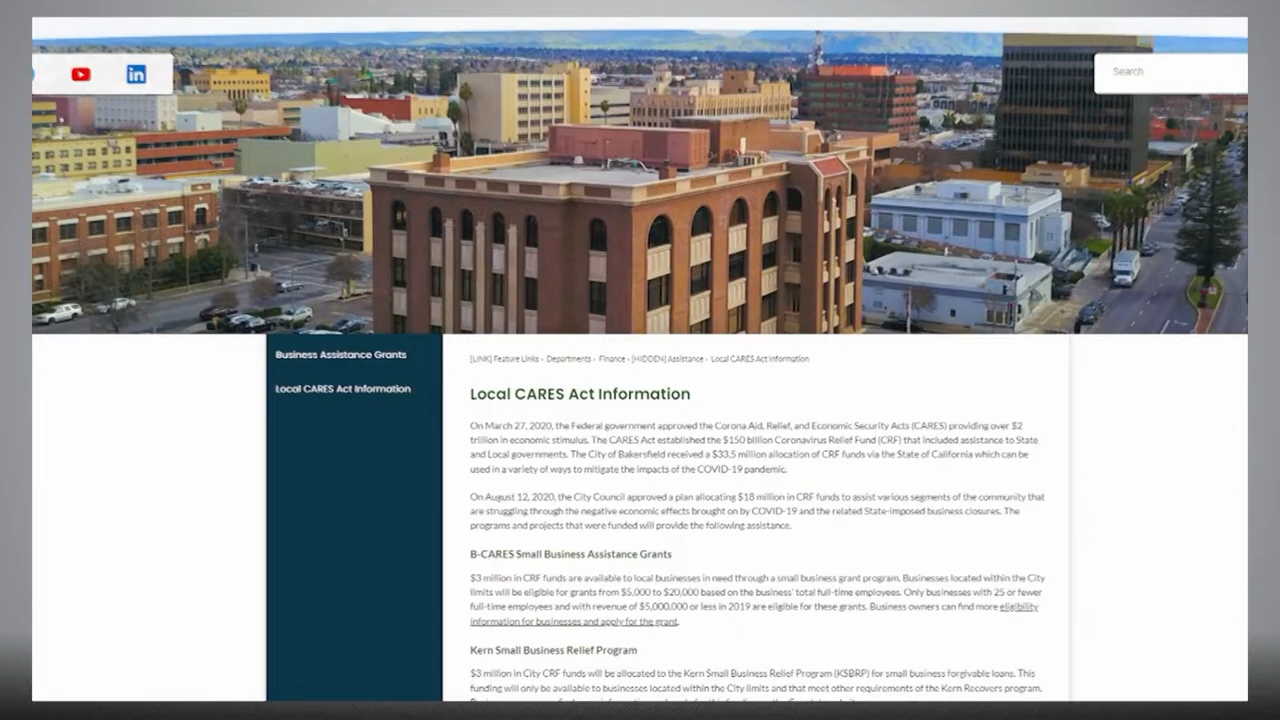 Search
Business Assistance Grants
Local CARES Act Information
[LINK] Feature Links › Departments › Finance › [HIDDEN] Assistance › Local CARES Act Information
Local CARES Act Information
On March 27, 2020, the Federal government approved the Corona Aid, Relief, and Economic Security Acts (CARES) providing over $2
trillion in economic stimulus. The CARES Act established the $150 billion Coronavirus Relief Fund (CRF) that included assistance to State
and Local governments. The City of Bakersfield received a $33.5 million allocation of CRF funds via the State of California which can be
used in a variety of ways to mitigate the impacts of the COVID-19 pandemic.
On August 12, 2020, the City Council approved a plan allocating $18 million in CRF funds to assist various segments of the community that
are struggling through the negative economic effects brought on by COVID-19 and the related State-imposed business closures. The
programs and projects that were funded will provide the following assistance.
B-CARES Small Business Assistance Grants
$3 million in CRF funds are available to local businesses in need through a small business grant program. Businesses located within the City
limits will be eligible for grants from $5,000 to $20,000 based on the business' total full-time employees. Only businesses with 25 or fewer
full-time employees and with revenue of $5,000,000 or less in 2019 are eligible for these grants. Business owners can find more eligibility
information for businesses and apply for the grant.
Kern Small Business Relief Program
$3 million in City CRF funds will be allocated to the Kern Small Business Relief Program (KSBRP) for small business forgivable loans. This
funding will only be available to businesses located within the City limits and that meet other requirements of the Kern Recovers program.